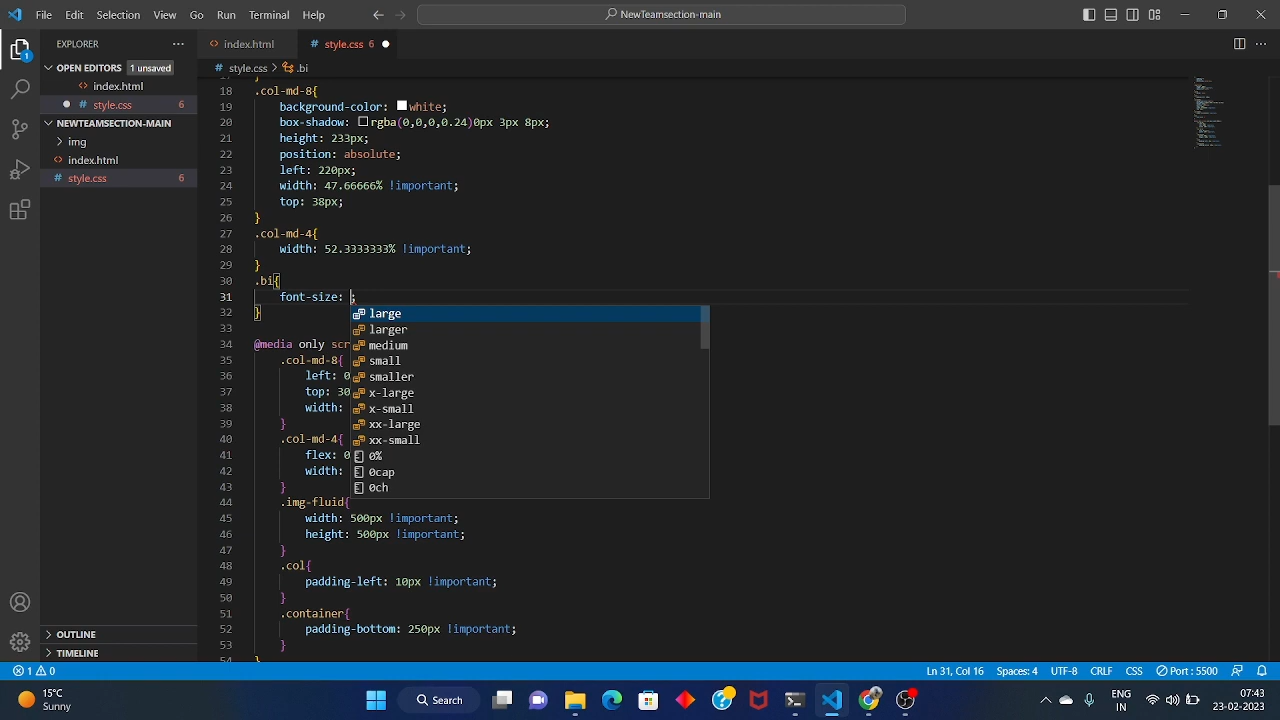 File Edit Selection View Go Run Terminal Help
NewTeamsection-main
EXPLORER
OPEN EDITORS 1 unsaved
index.html
# style.css 6
NEWTEAMSECTION-MAIN
img
index.html
# style.css 6
OUTLINE
TIMELINE
1
<> index.html # style.css 6
# style.css > .bi
18 .col-md-8{
19 background-color: white;
20 box-shadow: rgba(0,0,0,0.24)0px 3px 8px;
21 height: 233px;
22 position: absolute;
23 left: 220px;
24 width: 47.66666% !important;
25 top: 38px;
26 }
27 .col-md-4{
28 width: 52.3333333% !important;
29 }
30 .bi{
31 font-size: ;
32 }
33
34 @media only scr
35 .col-md-8{
36 left: 0
37 top: 30
38 width:
39 }
40 .col-md-4{
41 flex: 0
42 width:
43 }
44 .img-fluid{
45 width: 500px !important;
46 height: 500px !important;
47 }
48 .col{
49 padding-left: 10px !important;
50 }
51 .container{
52 padding-bottom: 250px !important;
53 }
54 }
large
larger
medium
small
smaller
x-large
x-small
xx-large
xx-small
0%
0cap
0ch
1 0
Ln 31, Col 16 Spaces: 4 UTF-8 CRLF CSS Port : 5500
15°C
Sunny
Search
ENG
IN
07:43
23-02-2023